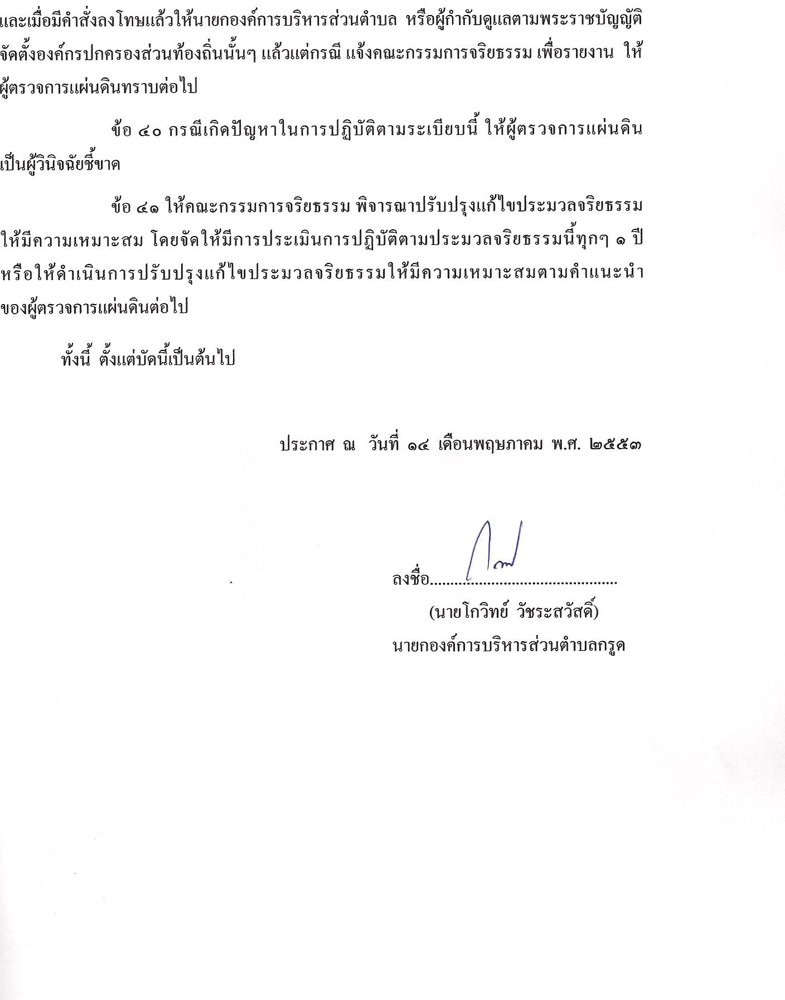 และเมื่อมีคำสั่งลงโทษแล้วให้นายกองค์การบริหารส่วนตำบล หรือผู้กำกับดูแลตามพระราชบัญญัติ
จัดตั้งองค์กรปกครองส่วนท้องถิ่นนั้นๆ แล้วแต่กรณี แจ้งคณะกรรมการจริยธรรม เพื่อรายงาน ให้
ผู้ตรวจการแผ่นดินทราบต่อไป
ข้อ ๔๐ กรณีเกิดปัญหาในการปฏิบัติตามระเบียบนี้ ให้ผู้ตรวจการแผ่นดิน
เป็นผู้วินิจฉัยชี้ขาด
ข้อ ๔๑ ให้คณะกรรมการจริยธรรม พิจารณาปรับปรุงแก้ไขประมวลจริยธรรม
ให้มีความเหมาะสม โดยจัดให้มีการประเมินการปฏิบัติตามประมวลจริยธรรมนี้ทุกๆ ๑ ปี
หรือให้ดำเนินการปรับปรุงแก้ไขประมวลจริยธรรมให้มีความเหมาะสมตามคำแนะนำ
ของผู้ตรวจการแผ่นดินต่อไป
ทั้งนี้ ตั้งแต่บัดนี้เป็นต้นไป
ประกาศ ณ วันที่ ๑๔ เดือนพฤษภาคม พ.ศ. ๒๕๕๓
ลงชื่อ..............................................
(นายโกวิทย์ วัชระสวัสดิ์)
นายกองค์การบริหารส่วนตำบลกรูด